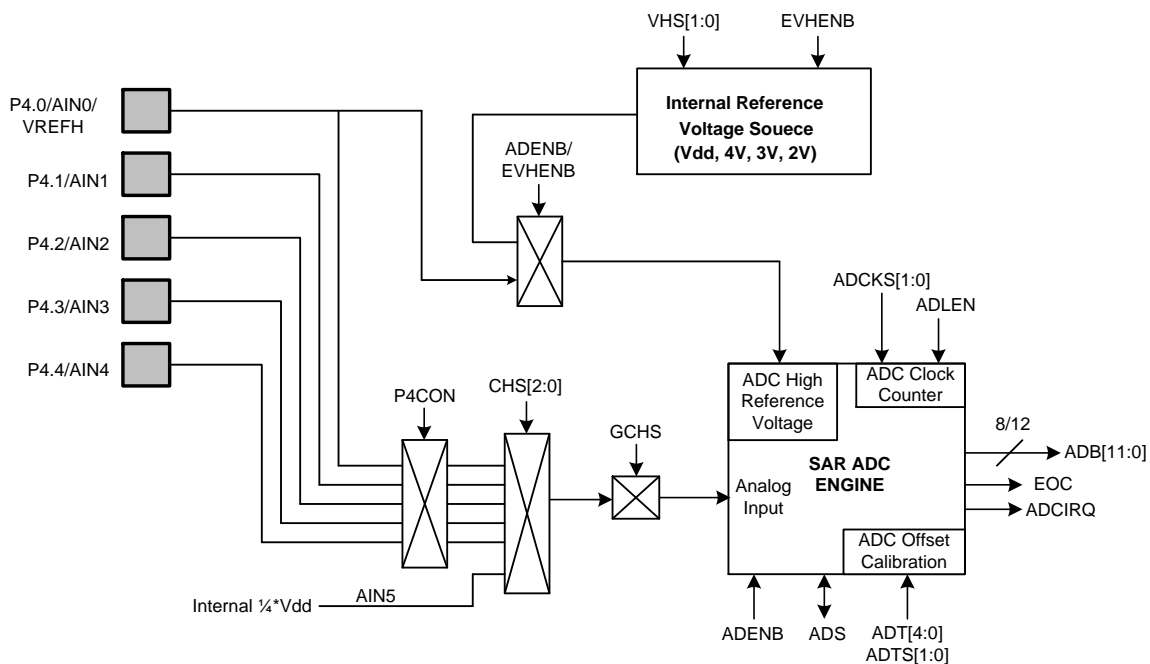 VHS[1:0]
EVHENB
P4.0/AIN0/
VREFH
Internal Reference
Voltage Souece
(Vdd, 4V, 3V, 2V)
P4.1/AIN1
ADENB/
EVHENB
P4.2/AIN2
P4.3/AIN3
ADCKS[1:0]
ADLEN
P4.4/AIN4
P4CON
CHS[2:0]
GCHS
ADC High
Reference
Voltage
ADC Clock
Counter
8/12
ADB[11:0]
SAR ADC
ENGINE
Analog
Input
EOC
ADCIRQ
ADC Offset
Calibration
Internal ¼*Vdd
AIN5
ADENB
ADS
ADT[4:0]
ADTS[1:0]